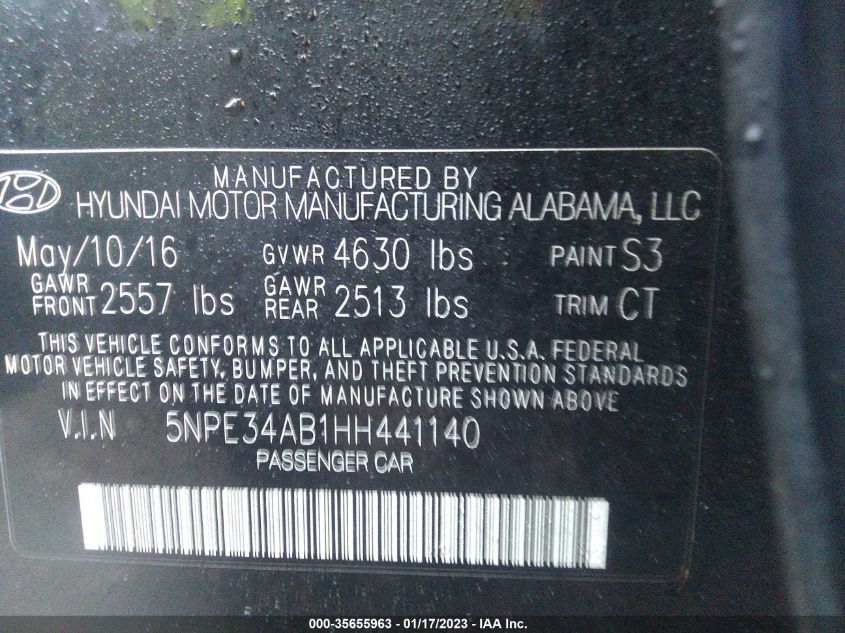 MANUFACTURED BY
HYUNDAI MOTOR MANUFACTURING ALABAMA, LLC
May/10/16 GVWR 4630 lbs PAINT S3
GAWR FRONT 2557 lbs GAWR REAR 2513 lbs TRIM CT
THIS VEHICLE CONFORMS TO ALL APPLICABLE U.S.A. FEDERAL
MOTOR VEHICLE SAFETY, BUMPER, AND THEFT PREVENTION STANDARDS
IN EFFECT ON THE DATE OF MANUFACTURE SHOWN ABOVE.
V.I.N 5NPE34AB1HH441140
PASSENGER CAR
000-35655963 - 01/17/2023 - IAA Inc.